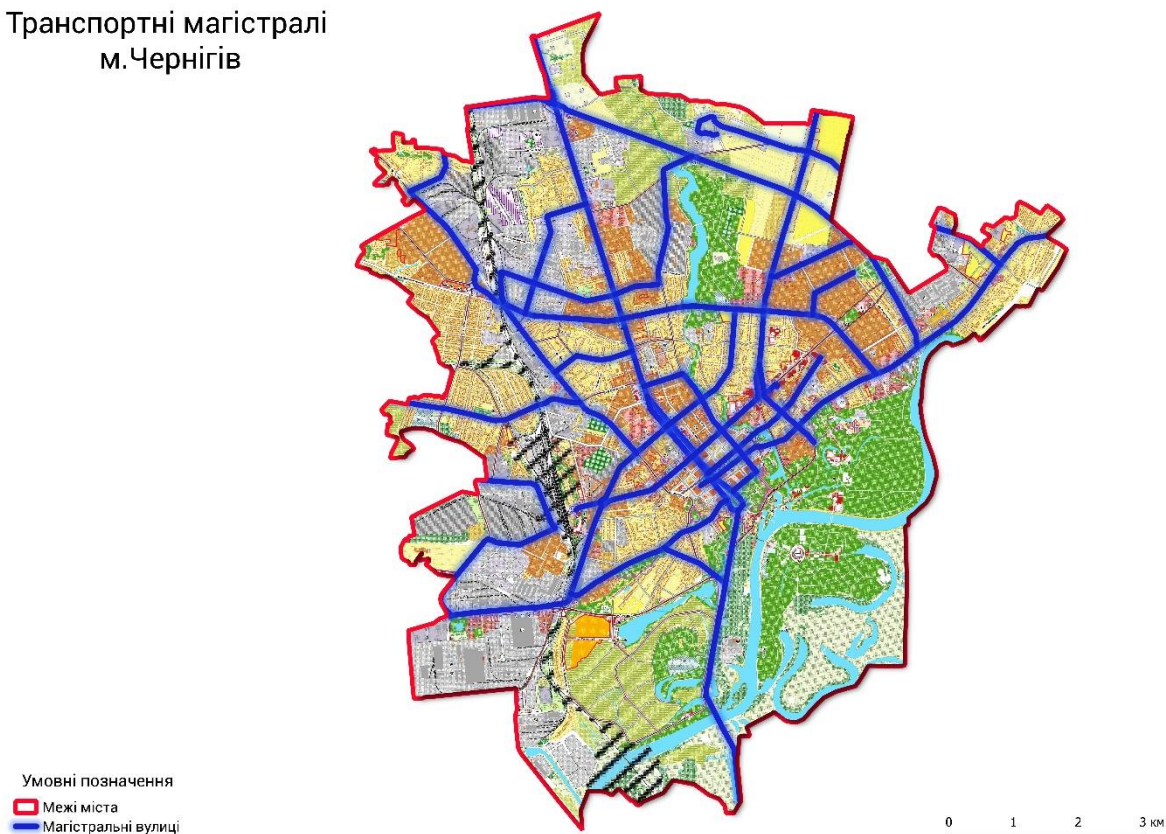 Транспортні магістралі
м.Чернігів
Умовні позначення
Межі міста
Магістральні вулиці
0 1 2 3 км